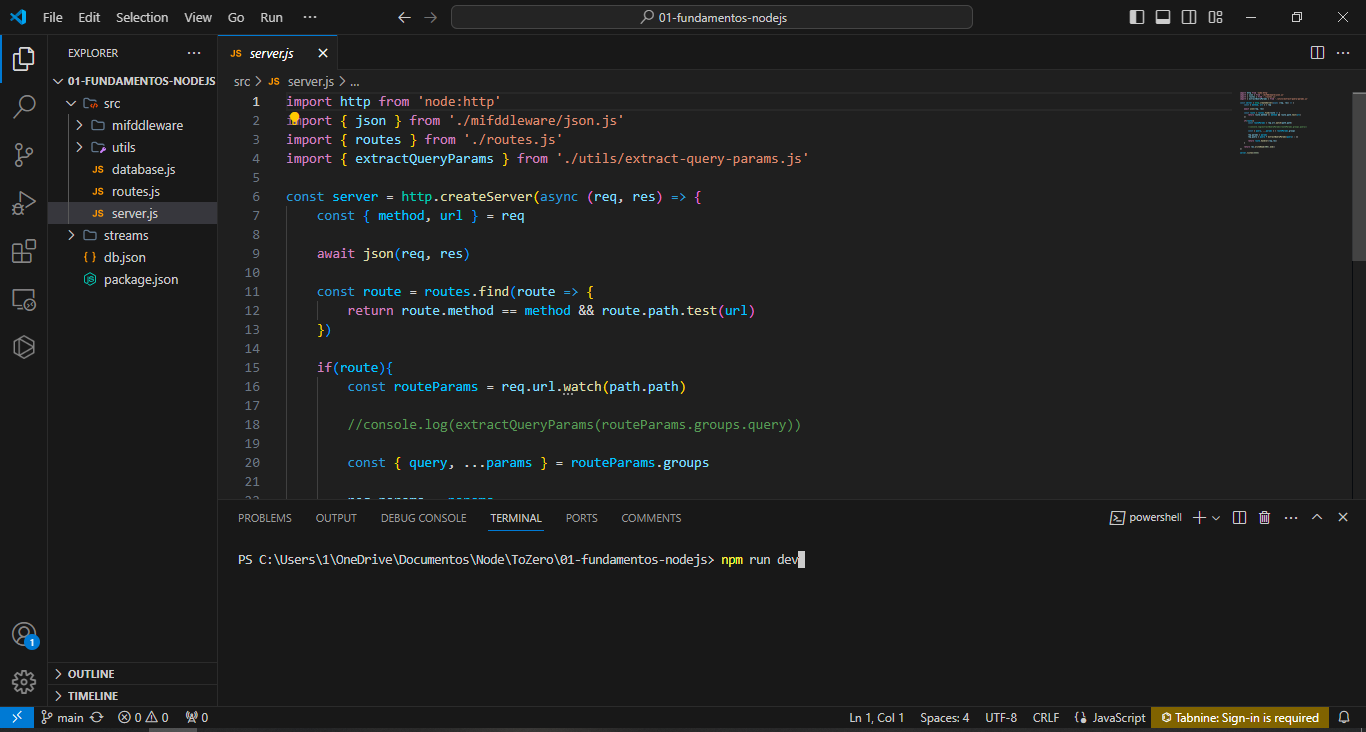 File Edit Selection View Go Run ··· 01-fundamentos-nodejs
EXPLORER ···
01-FUNDAMENTOS-NODEJS
src
mifddleware
utils
JS database.js
JS routes.js
JS server.js
streams
{ } db.json
package.json
OUTLINE
TIMELINE
JS server.js
src > JS server.js > ...
1 import http from 'node:http'
2 import { json } from './mifddleware/json.js'
3 import { routes } from './routes.js'
4 import { extractQueryParams } from './utils/extract-query-params.js'
5
6 const server = http.createServer(async (req, res) => {
7 const { method, url } = req
8
9 await json(req, res)
10
11 const route = routes.find(route => {
12 return route.method == method && route.path.test(url)
13 })
14
15 if(route){
16 const routeParams = req.url.watch(path.path)
17
18 //console.log(extractQueryParams(routeParams.groups.query))
19
20 const { query, ...params } = routeParams.groups
21
PROBLEMS OUTPUT DEBUG CONSOLE TERMINAL PORTS COMMENTS powershell
PS C:\Users\1\OneDrive\Documentos\Node\ToZero\01-fundamentos-nodejs> npm run dev
1
main 0 0 0 Ln 1, Col 1 Spaces: 4 UTF-8 CRLF JavaScript Tabnine: Sign-in is required